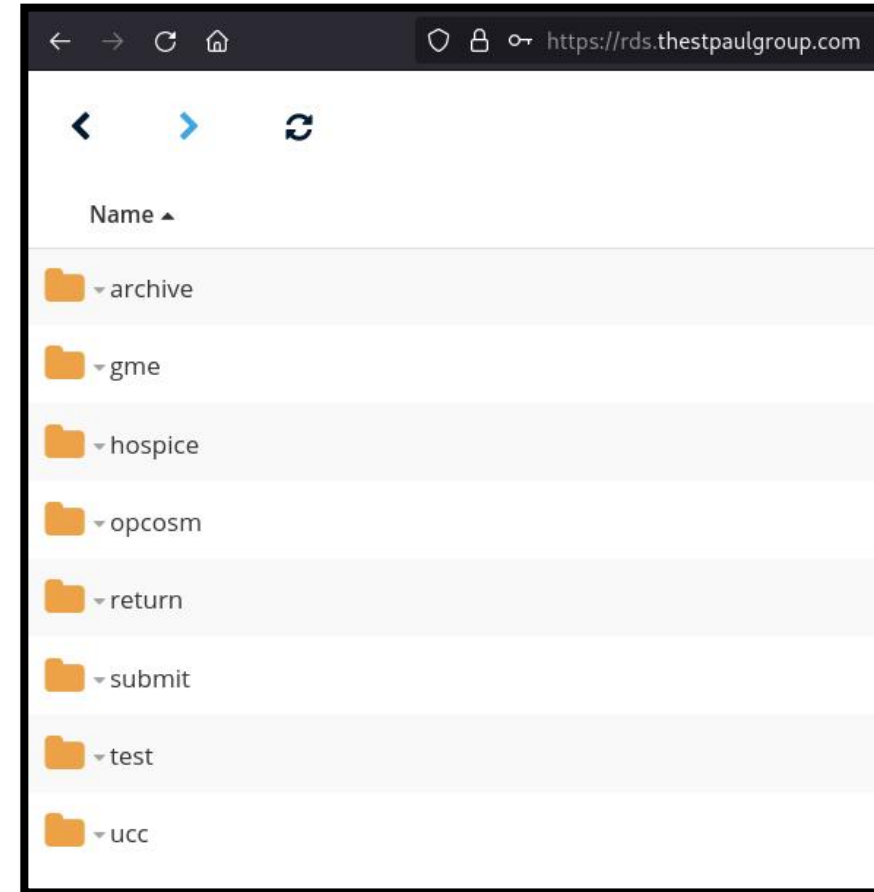 https://rds.thestpaulgroup.com
Name
archive
gme
hospice
opcosm
return
submit
test
ucc